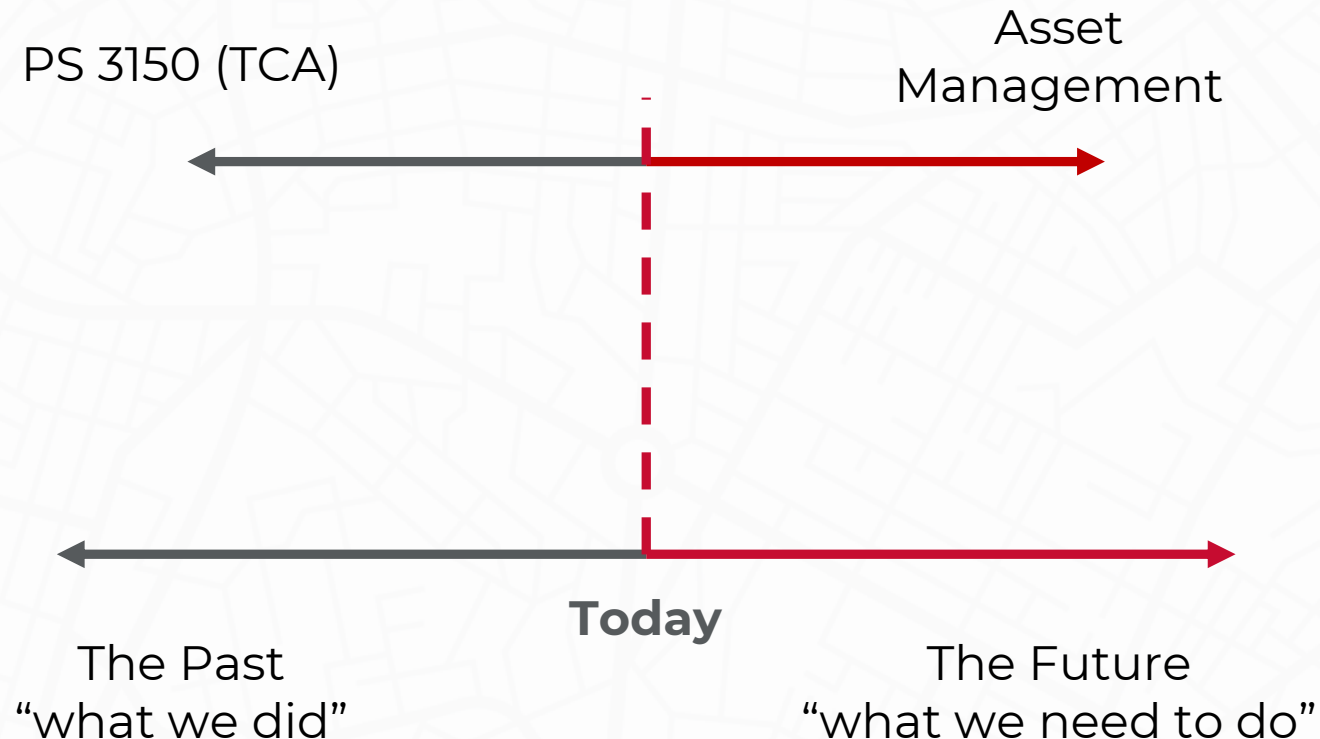 PS 3150 (TCA)
Asset
Management
Today
The Past
“what we did”
The Future
“what we need to do”